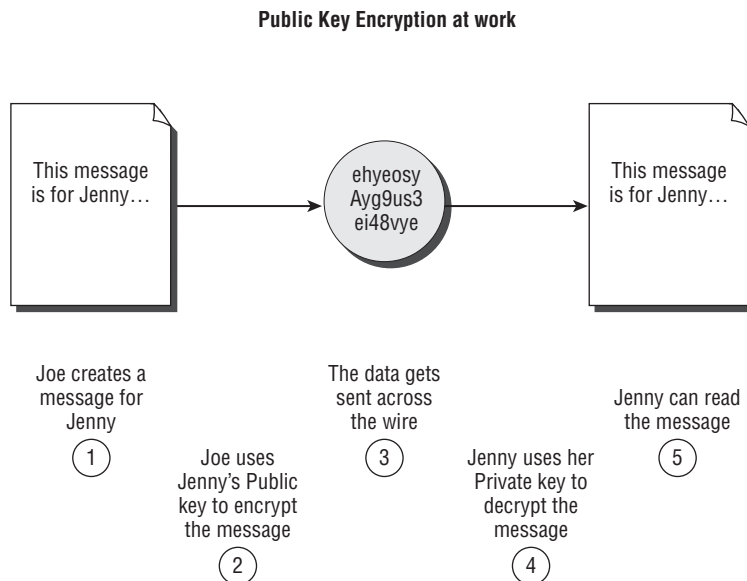 Public Key Encryption at work
This message
is for Jenny…
ehyeosy
Ayg9us3
ei48vye
This message
is for Jenny…
Joe creates a
message for
Jenny
1
Joe uses
Jenny’s Public
key to encrypt
the message
2
The data gets
sent across
the wire
3
Jenny uses her
Private key to
decrypt the
message
4
Jenny can read
the message
5